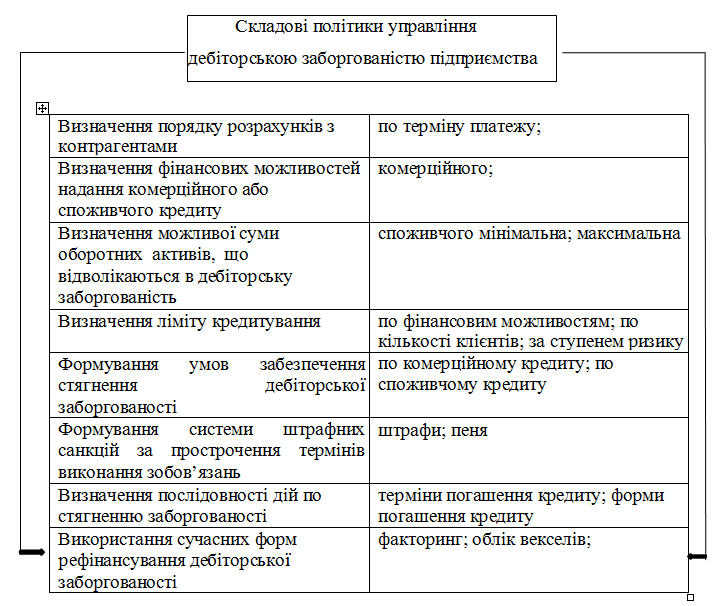 Складові політики управління
дебіторською заборгованістю підприємства
Визначення порядку розрахунків з
контрагентами
по терміну платежу;
Визначення фінансових можливостей
надання комерційного або
споживчого кредиту
комерційного;
Визначення можливої суми
оборотних активів, що
відволікаються в дебіторську
заборгованість
споживчого мінімальна; максимальна
Визначення ліміту кредитування
по фінансовим можливостям; по
кількості клієнтів; за ступенем ризику
Формування умов забезпечення
стягнення дебіторської
заборгованості
по комерційному кредиту; по
споживчому кредиту
Формування системи штрафних
санкцій за прострочення термінів
виконання зобов’язань
штрафи; пеня
Визначення послідовності дій по
стягненню заборгованості
терміни погашення кредиту; форми
погашення кредиту
Використання сучасних форм
рефінансування дебіторської
заборгованості
факторинг; облік векселів;